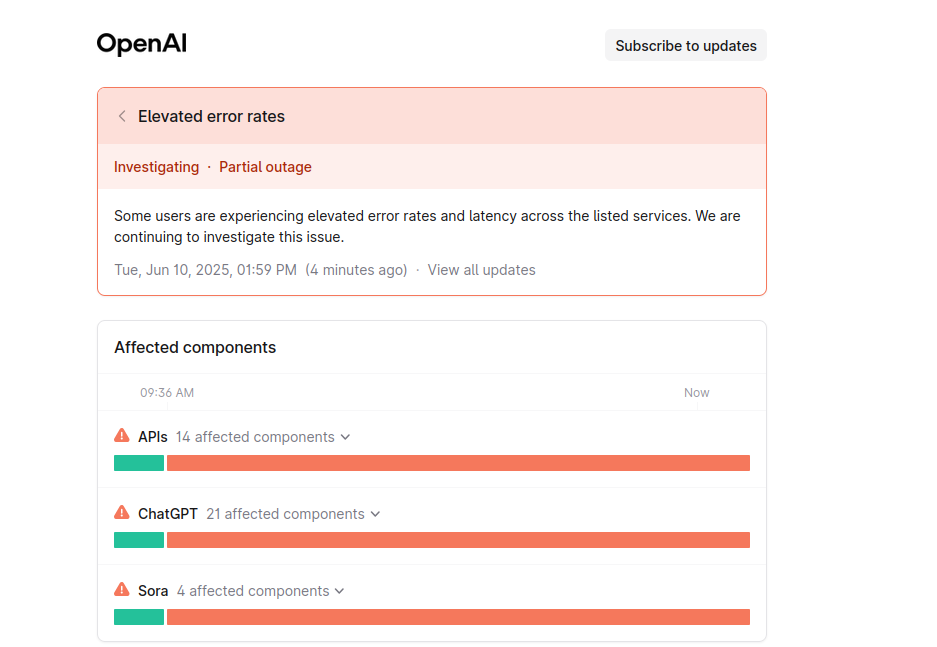 OpenAI
Subscribe to updates
Elevated error rates
Investigating · Partial outage
Some users are experiencing elevated error rates and latency across the listed services. We are
continuing to investigate this issue.
Tue, Jun 10, 2025, 01:59 PM (4 minutes ago) · View all updates
Affected components
09:36 AM
Now
APIs 14 affected components
ChatGPT 21 affected components
Sora 4 affected components